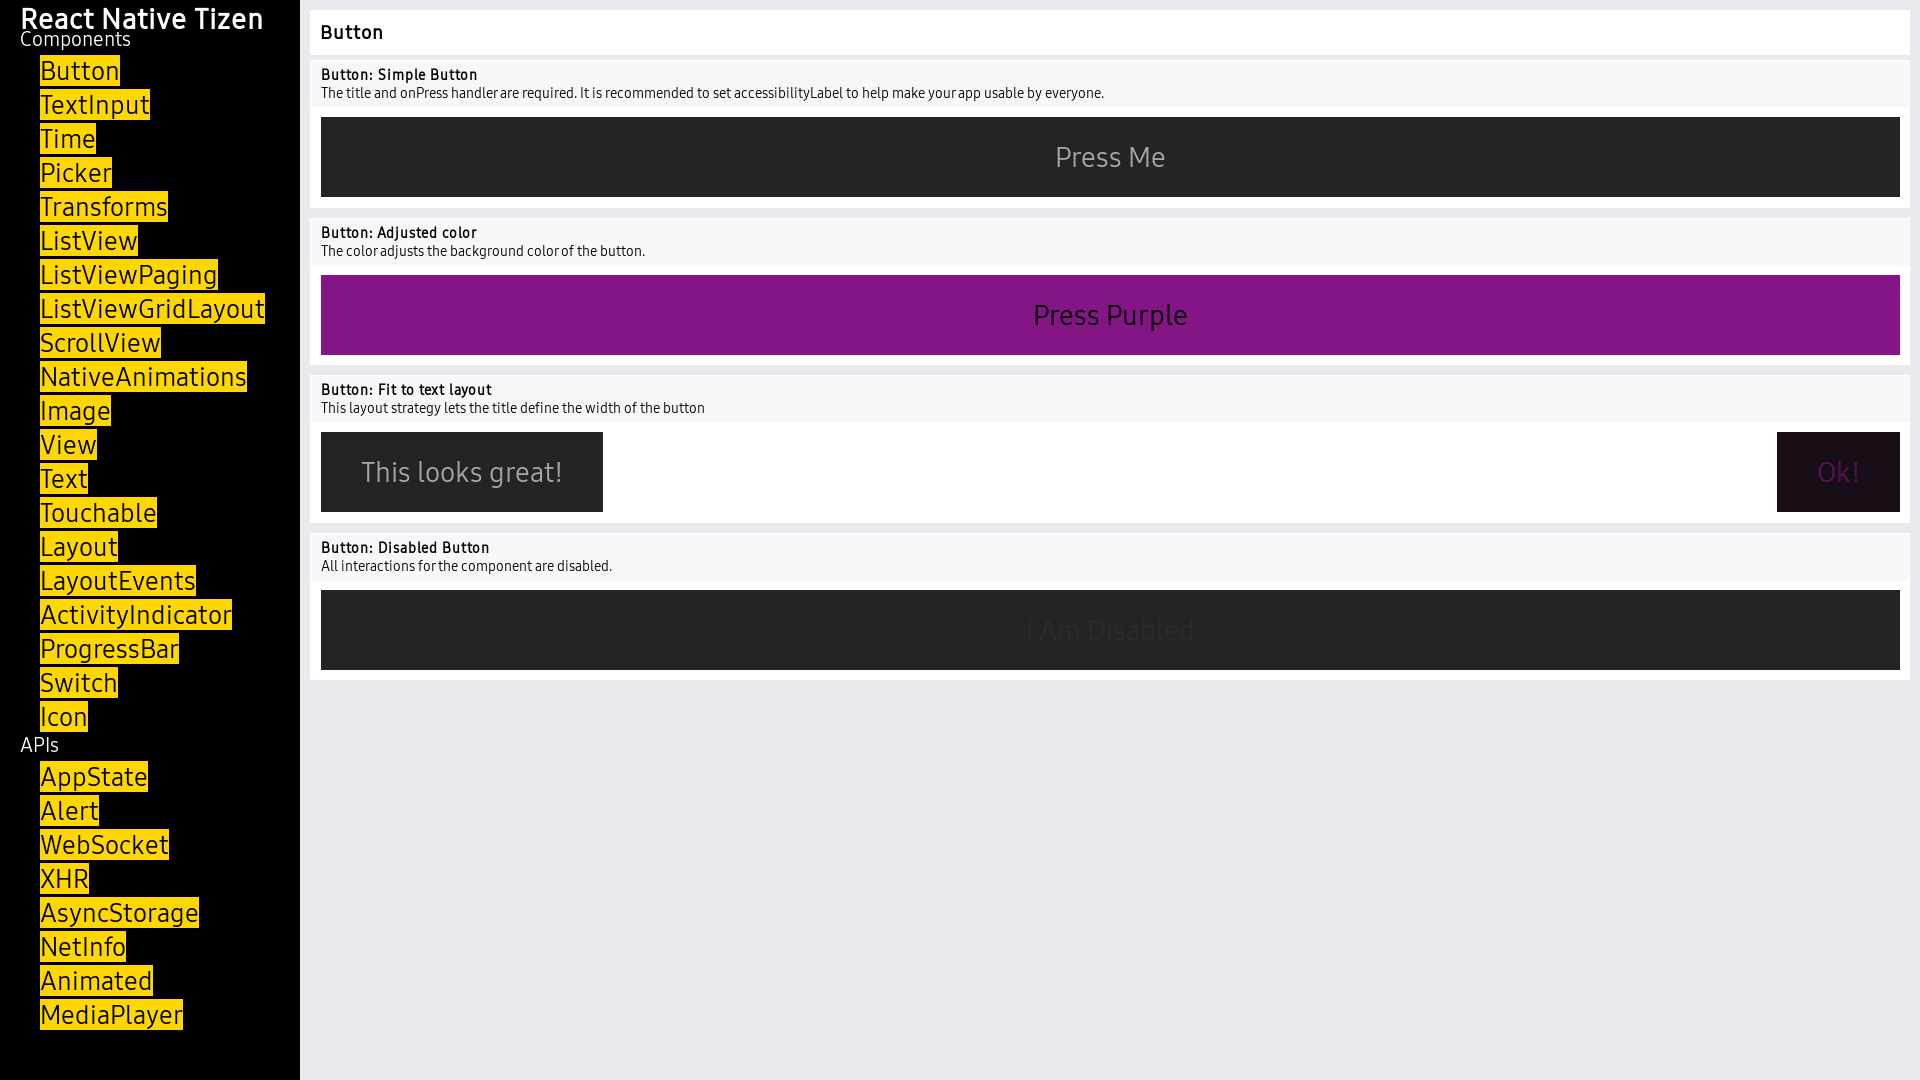 React Native Tizen
Components
Button
TextInput
Time
Picker
Transforms
ListView
ListViewPaging
ListViewGridLayout
ScrollView
NativeAnimations
Image
View
Text
Touchable
Layout
LayoutEvents
ActivityIndicator
ProgressBar
Switch
Icon
APIs
AppState
Alert
WebSocket
XHR
AsyncStorage
NetInfo
Animated
MediaPlayer
Button
Button: Simple Button
The title and onPress handler are required. It is recommended to set accessibilityLabel to help make your app usable by everyone.
Press Me
Button: Adjusted color
The color adjusts the background color of the button.
Press Purple
Button: Fit to text layout
This layout strategy lets the title define the width of the button
This looks great!
Ok!
Button: Disabled Button
All interactions for the component are disabled.
I Am Disabled